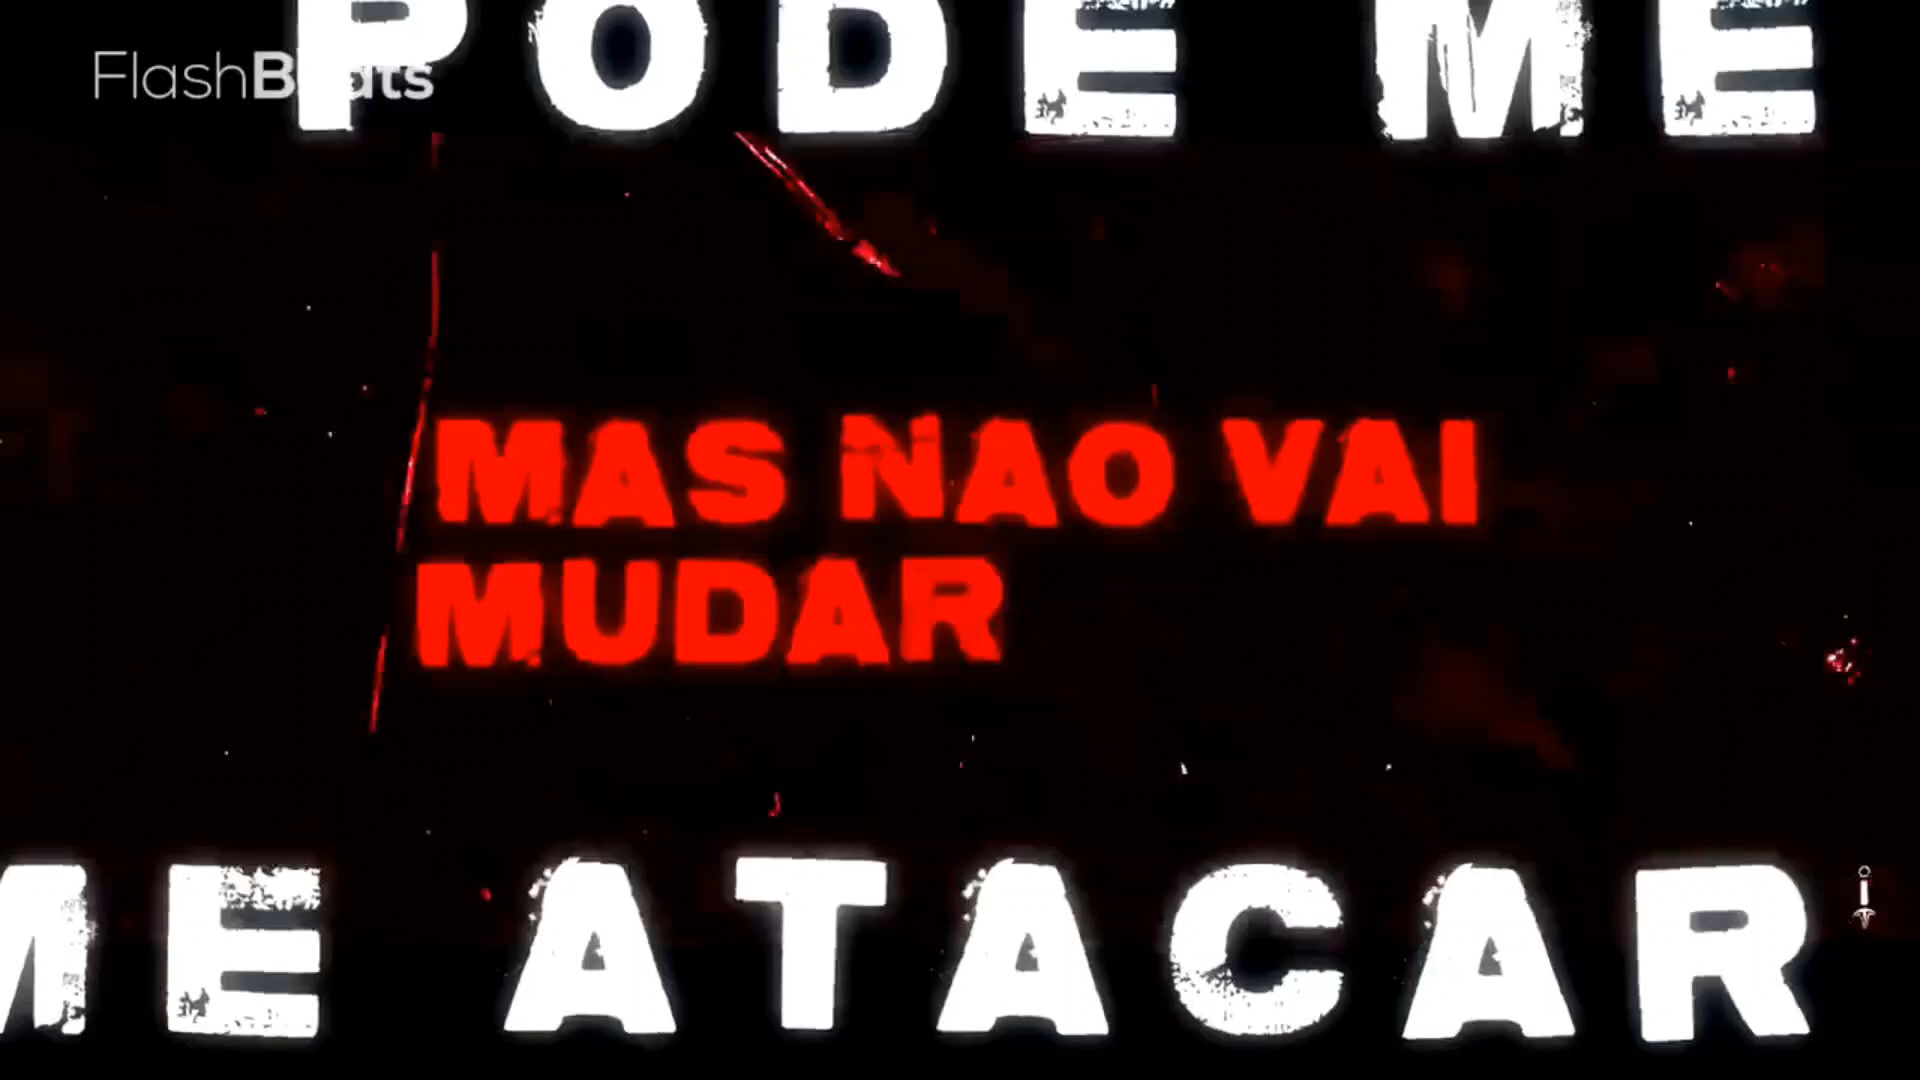 PODE ME
FlashBeats
MAS NAO VAI
MUDAR
ME ATACAR